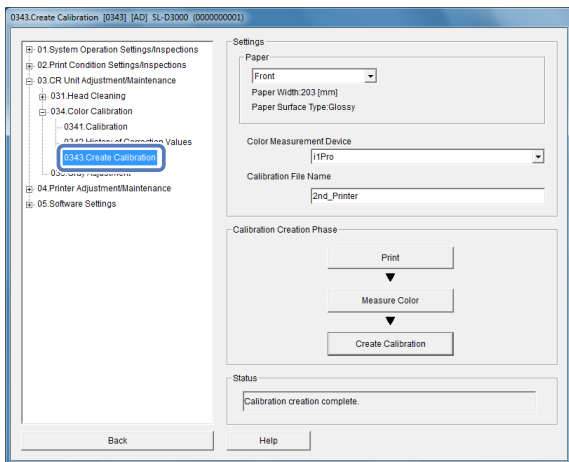 0343.Create Calibration [0343] [AD] SL-D3000 (0000000001)
01.System Operation Settings/Inspections
02.Print Condition Settings/Inspections
03.CR Unit Adjustment/Maintenance
031.Head Cleaning
034.Color Calibration
0341.Calibration
0342.History of Correction Values
0343.Create Calibration
Adjustment
04.Printer Adjustment/Maintenance
05.Software Settings
Back
Settings
Paper
Front
Paper Width:203 [mm]
Paper Surface Type:Glossy
Color Measurement Device
i1Pro
Calibration File Name
2nd_Printer
Calibration Creation Phase
Print
Measure Color
Create Calibration
Status
Calibration creation complete.
Help